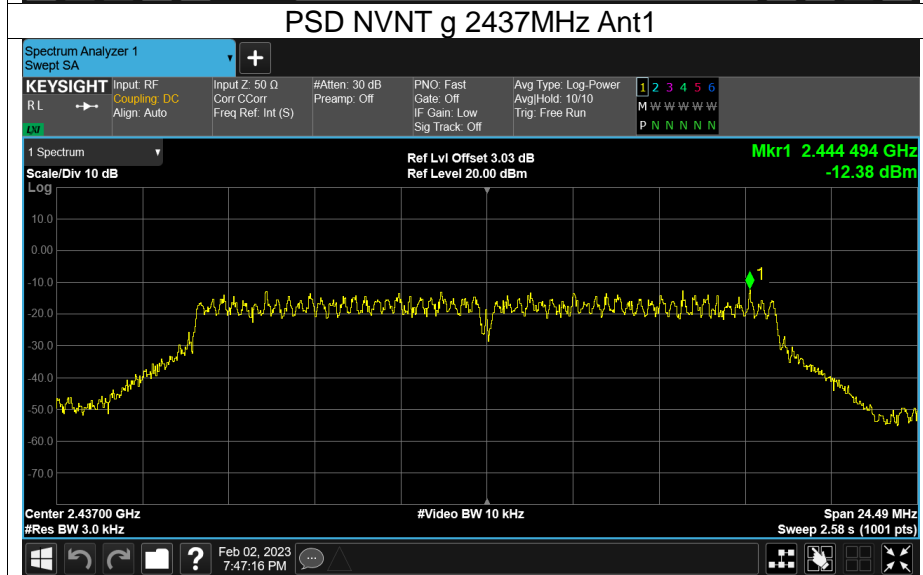 PSD NVNT g 2437MHz Ant1
Spectrum Analyzer 1
Swept SA
+
KEYSIGHT
RL
LXI
Input: RF
Coupling: DC
Align: Auto
Input Z: 50 Ω
Corr CCorr
Freq Ref: Int (S)
#Atten: 30 dB
Preamp: Off
PNO: Fast
Gate: Off
IF Gain: Low
Sig Track: Off
Avg Type: Log-Power
Avg|Hold: 10/10
Trig: Free Run
1 2 3 4 5 6
M W W W W W
P N N N N N
1 Spectrum
Scale/Div 10 dB
Log
Ref Lvl Offset 3.03 dB
Ref Level 20.00 dBm
Mkr1 2.444 494 GHz
-12.38 dBm
10.0
0.00
-10.0
1
-20.0
-30.0
-40.0
-50.0
-60.0
-70.0
Center 2.43700 GHz
#Res BW 3.0 kHz
#Video BW 10 kHz
Span 24.49 MHz
Sweep 2.58 s (1001 pts)
?
Feb 02, 2023
7:47:16 PM